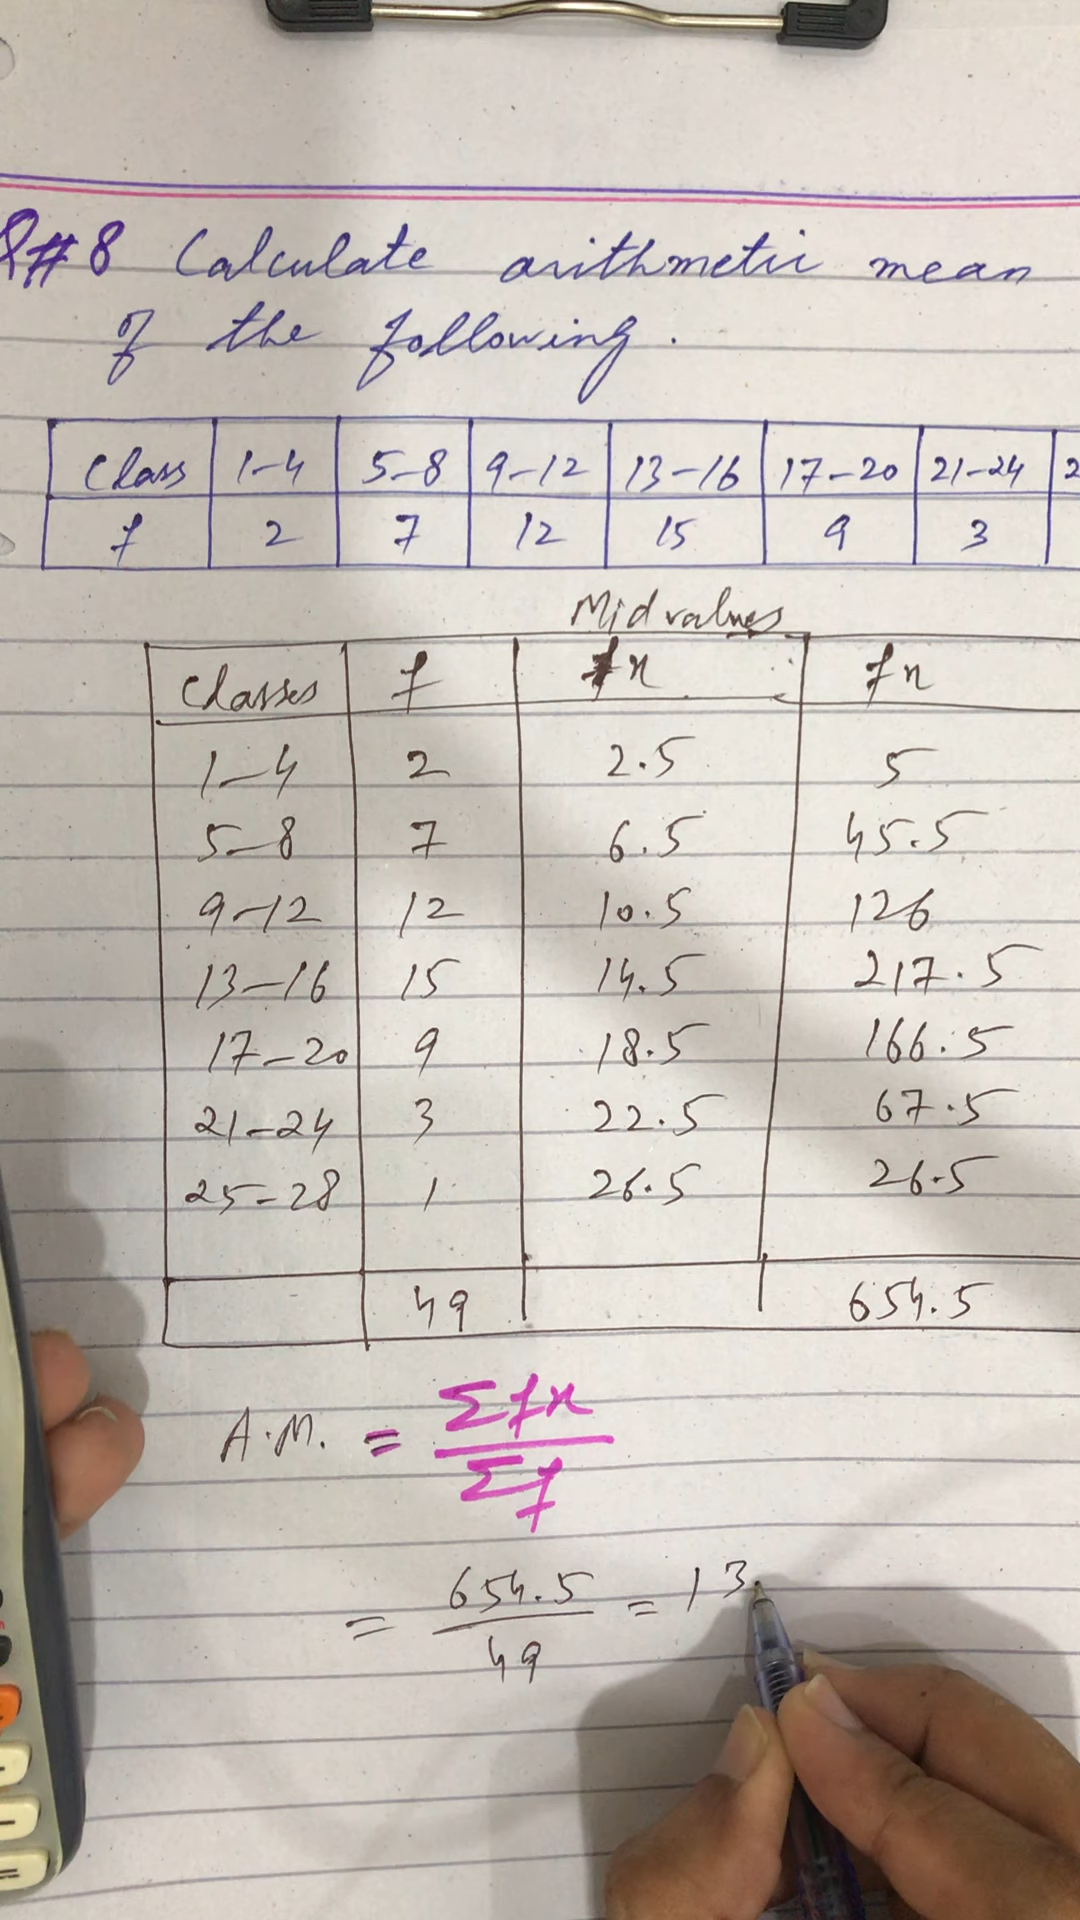 Q#8 Calculate arithmetic mean
of the following.
Class 1-4 5-8 9-12 13-16 17-20 21-24 2
f 2 7 12 15 9 3
Mid values
Classes f x fx
1-4 2 2.5 5
5-8 7 6.5 45.5
9-12 12 10.5 126
13-16 15 14.5 217.5
17-20 9 18.5 166.5
21-24 3 22.5 67.5
25-28 1 26.5 26.5
49 654.5
A.M. = Σfx
Σf
= 654.5 = 13.
49